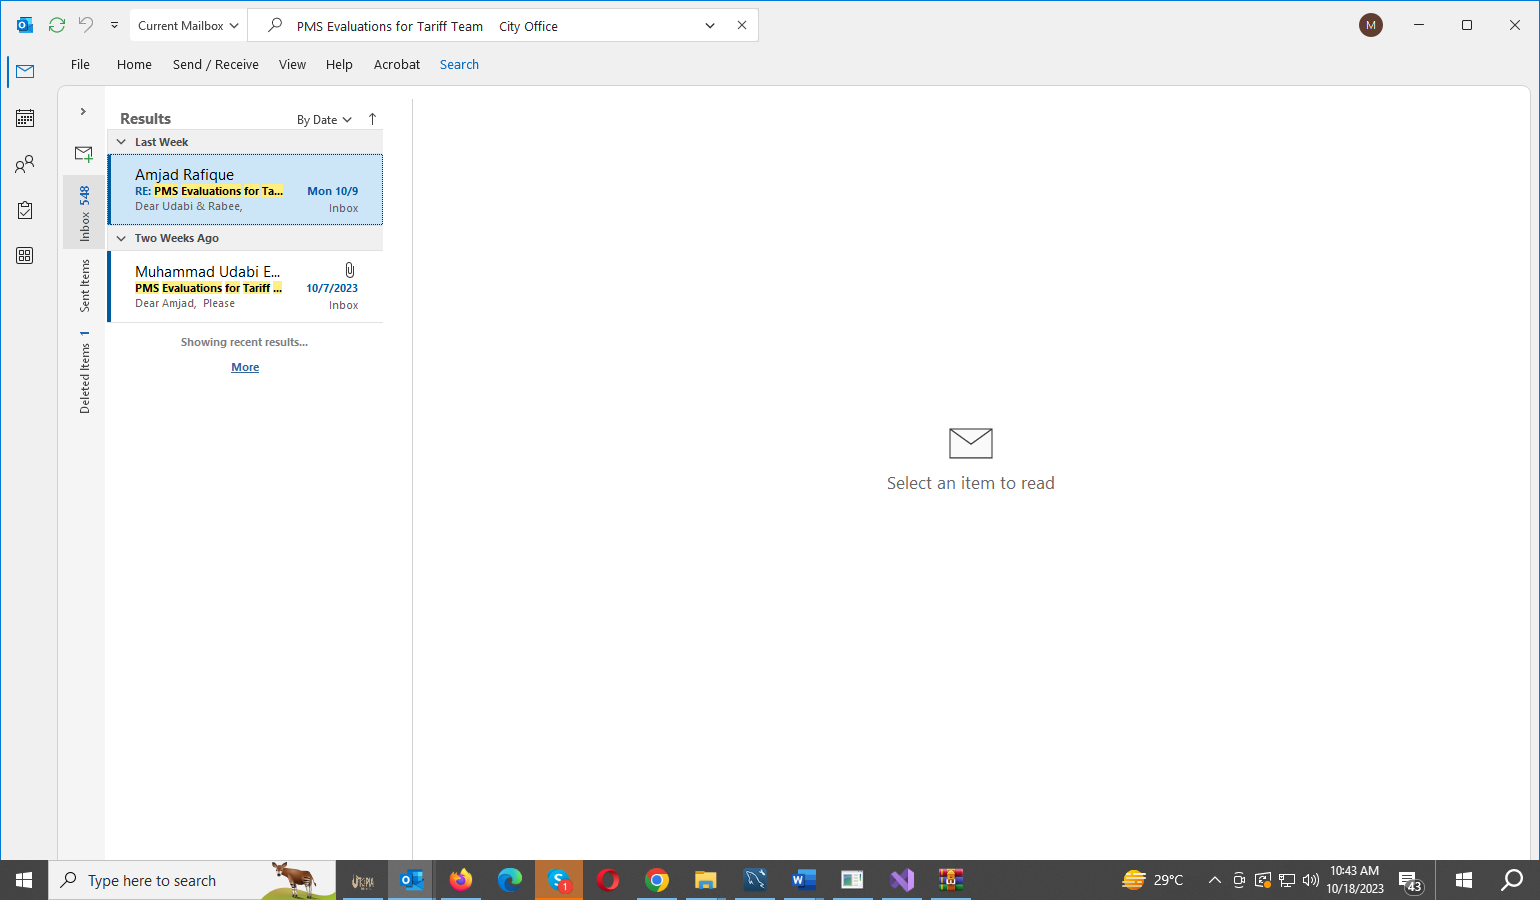 Current Mailbox
PMS Evaluations for Tariff Team    City Office
M
File Home Send / Receive View Help Acrobat Search
Results
By Date
Last Week
Amjad Rafique
RE: PMS Evaluations for Ta... Mon 10/9
Dear Udabi & Rabee, Inbox
Two Weeks Ago
Muhammad Udabi E...
PMS Evaluations for Tariff ... 10/7/2023
Dear Amjad,  Please Inbox
Showing recent results...
More
Inbox 548
Sent Items
Deleted Items 1
Select an item to read
Type here to search
UTOPIA
1
29°C
10:43 AM
10/18/2023
43